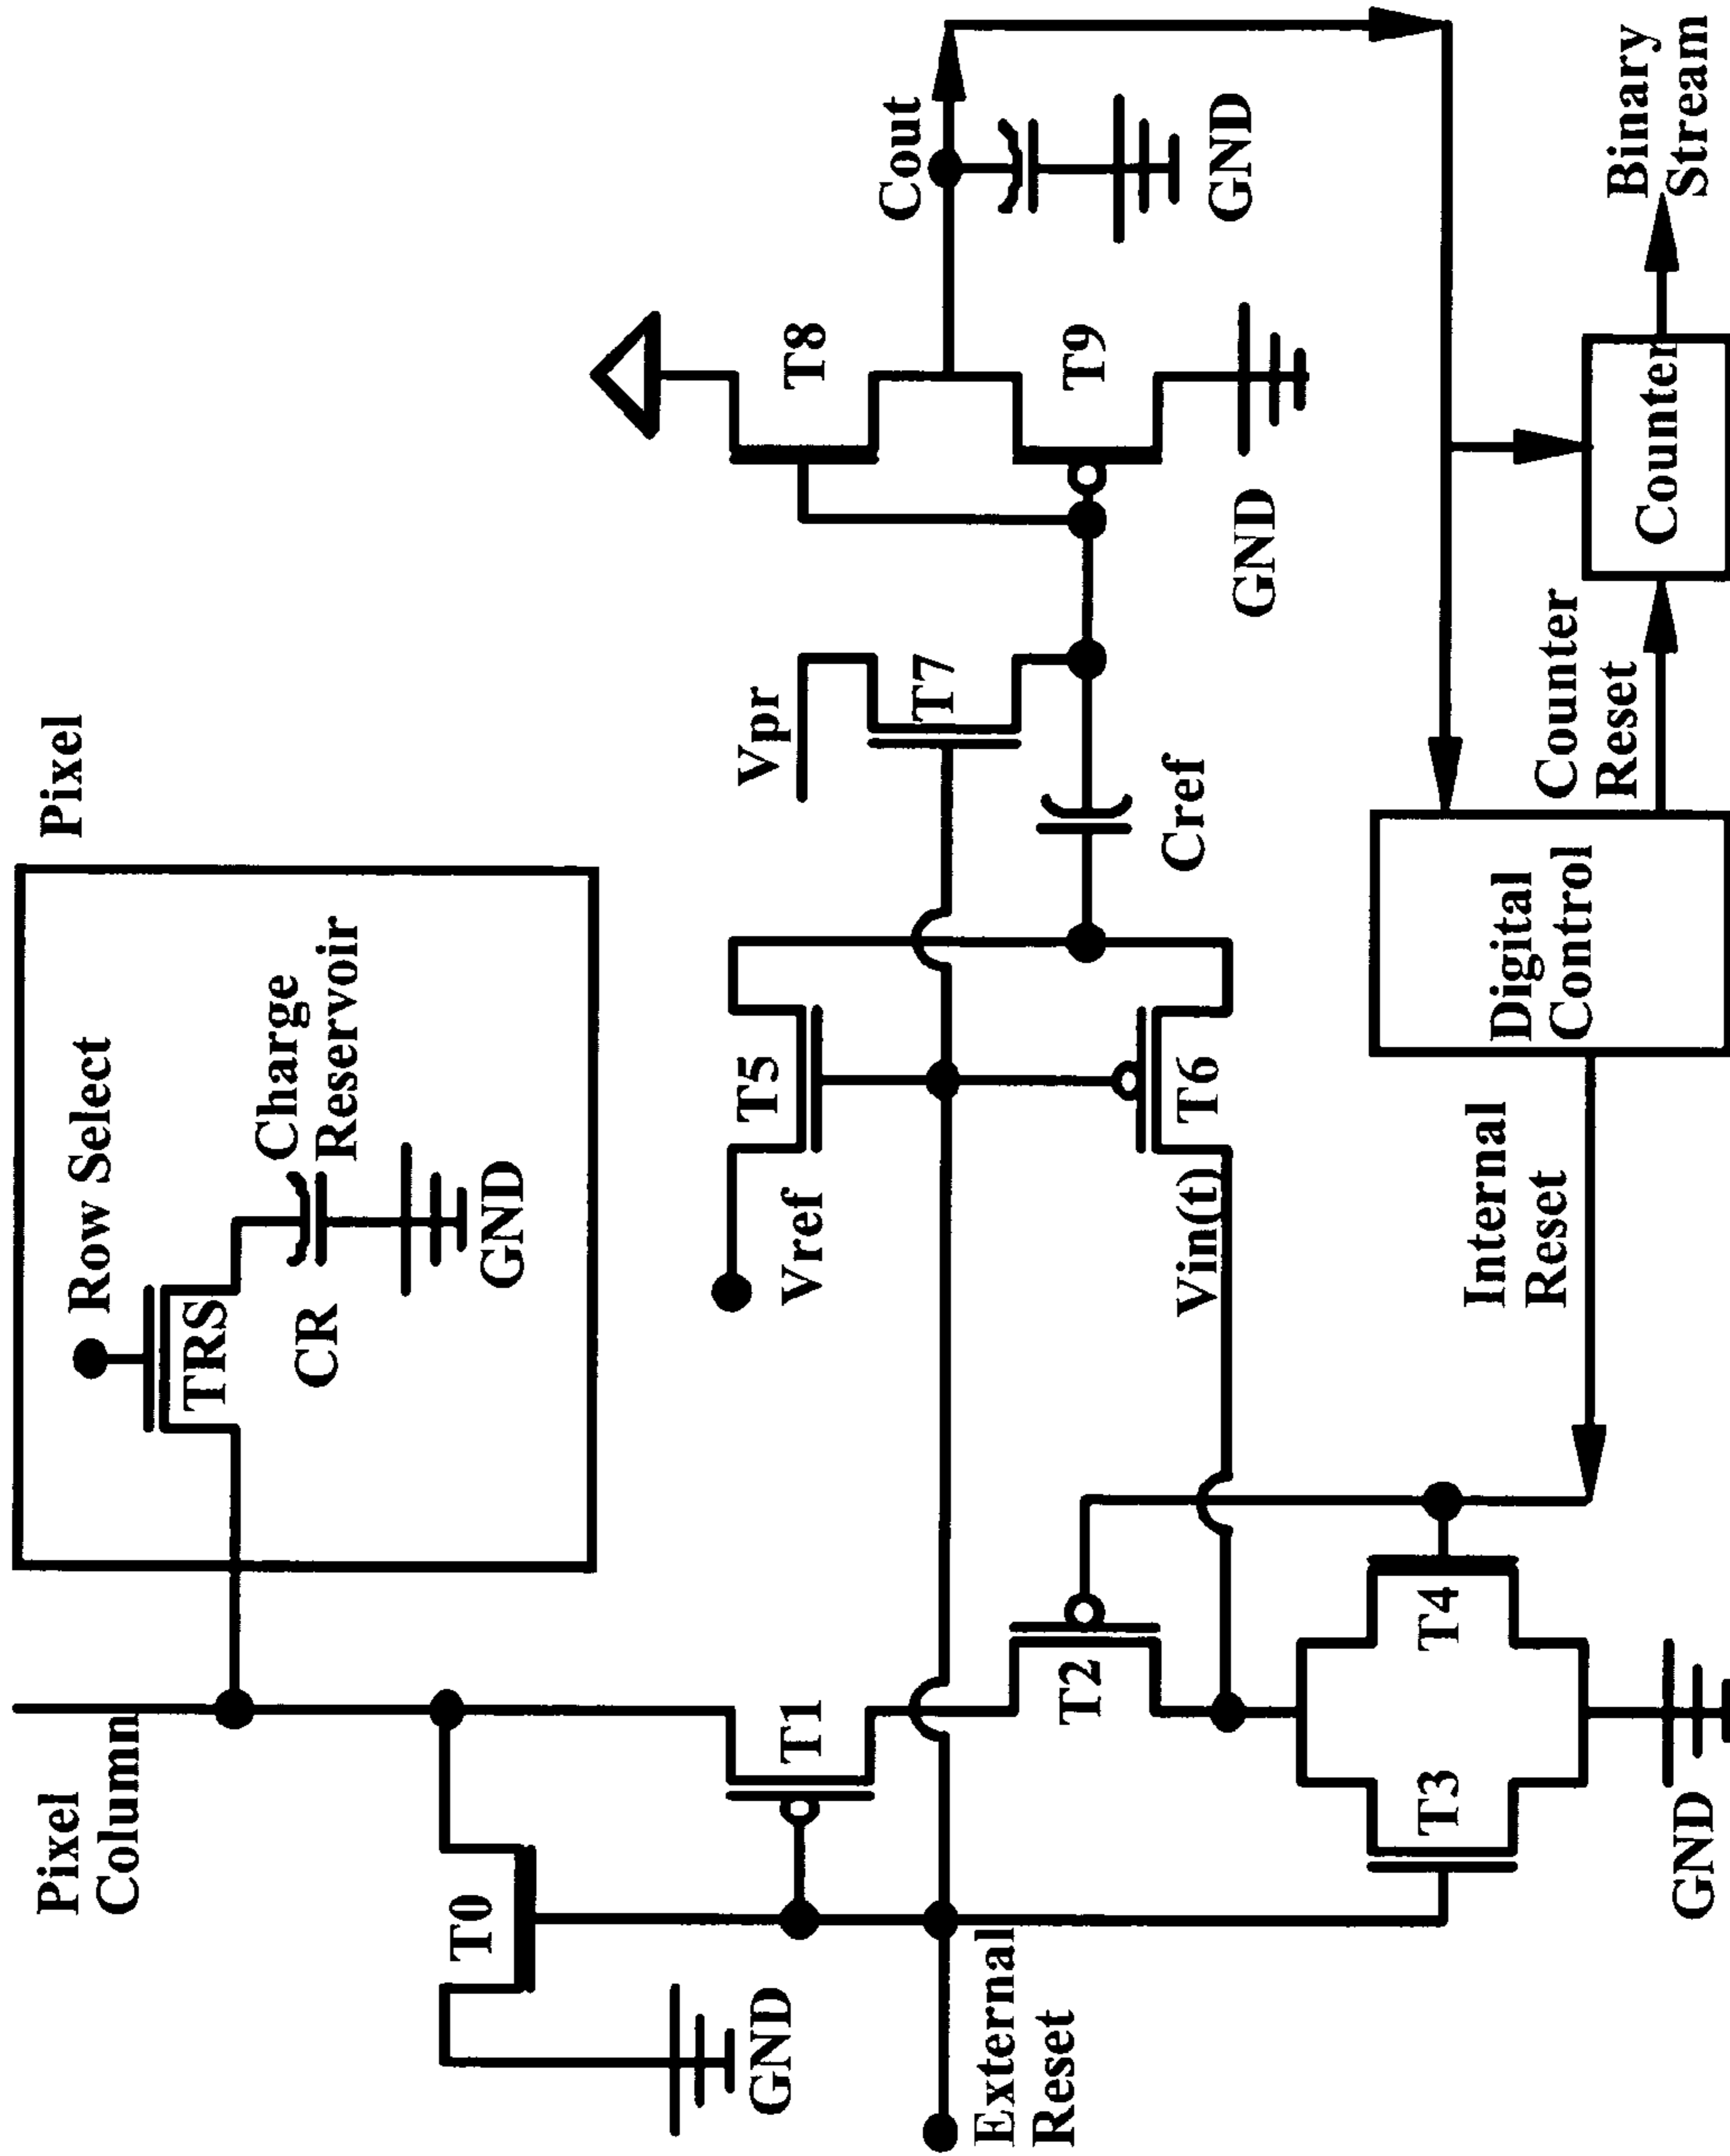 Pixel
Column
Pixel
Row Select
TRS
Charge
Reservoir
CR
GND
T0
GND
T1
External
Reset
T2
T3
T4
GND
Vref
T5
T6
Vin(t)
Vpr
T7
Cref
T8
T9
GND
Cout
GND
Internal
Reset
Digital
Control
Counter
Reset
Counter
Binary
Stream